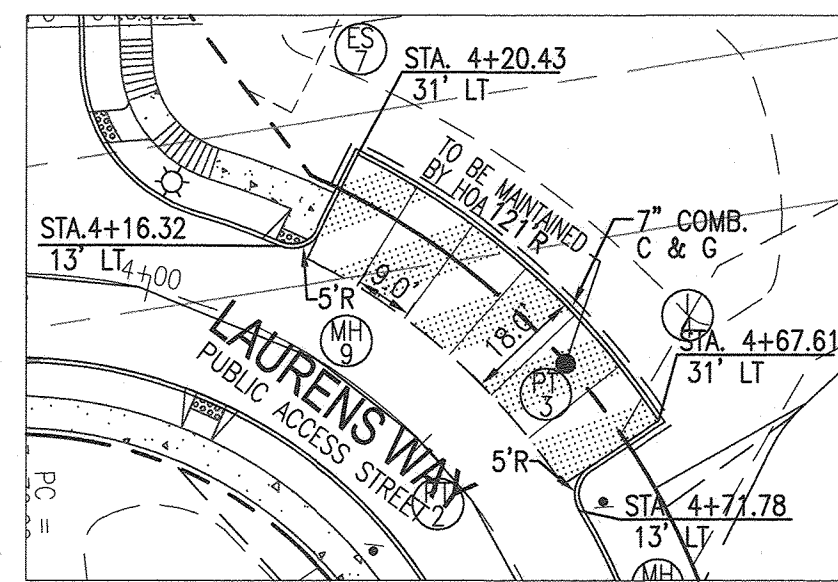 ES
7
STA. 4+20.43
31' LT
TO BE MAINTAINED
BY HOA 121'R
7" COMB.
C & G
STA.4+16.32
13' LT
4+00
5'R
9.0'
18.0'
MH
9
LAURENS WAY
PUBLIC ACCESS STREET
PT
3
STA. 4+67.61
31' LT
5'R
STA 4+71.78
13' LT
MH
PC =